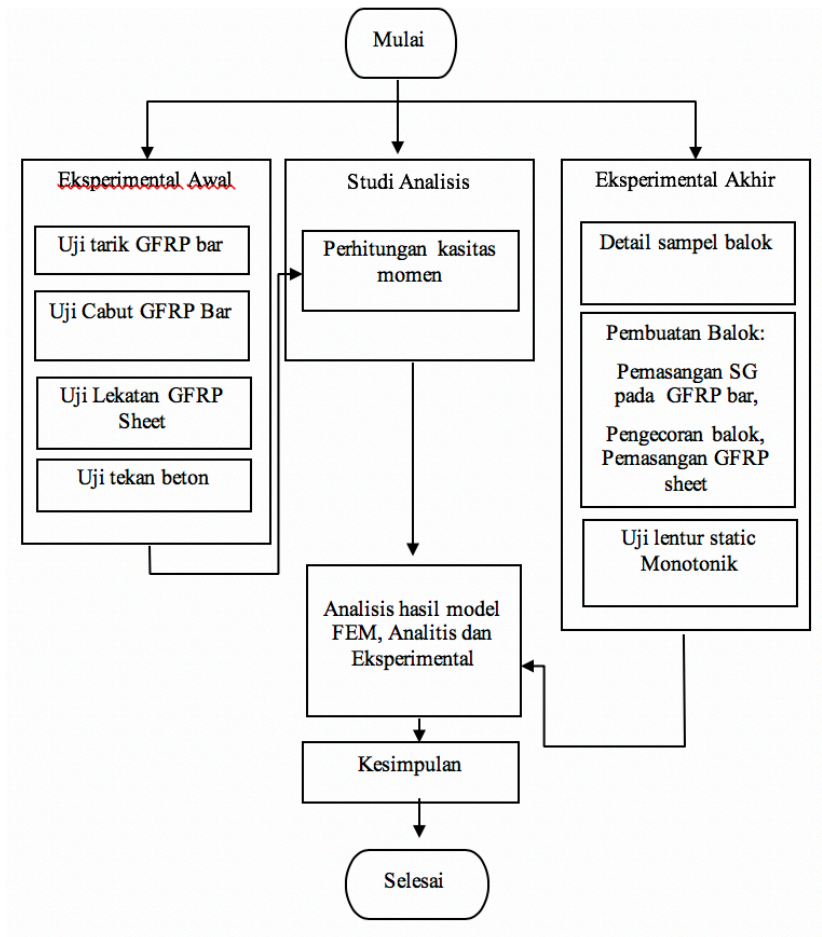 Mulai
Eksperimental Awal
Uji tarik GFRP bar
Uji Cabut GFRP Bar
Uji Lekatan GFRP
Sheet
Uji tekan beton
Studi Analisis
Perhitungan kasitas
momen
Eksperimental Akhir
Detail sampel balok
Pembuatan Balok:
Pemasangan SG
pada GFRP bar,
Pengecoran balok,
Pemasangan GFRP
sheet
Uji lentur static
Monotonik
Analisis hasil model
FEM, Analitis dan
Eksperimental
Kesimpulan
Selesai